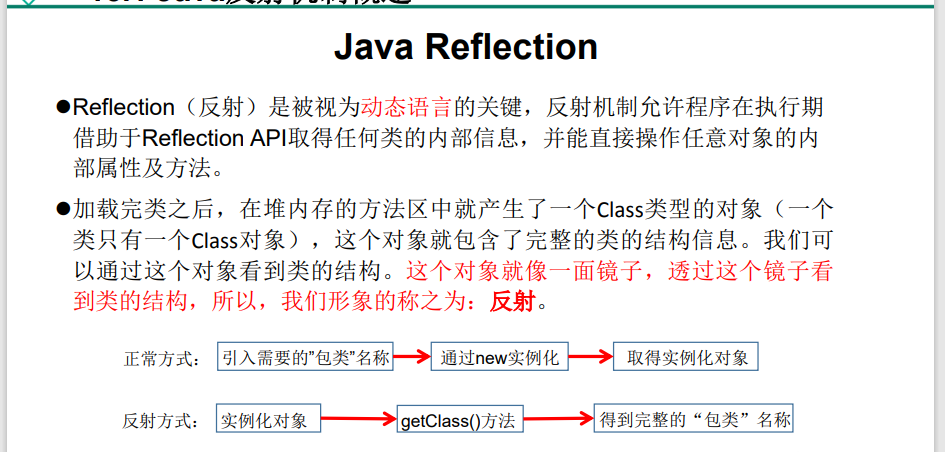 Java Reflection
●Reflection（反射）是被视为动态语言的关键，反射机制允许程序在执行期
借助于Reflection API取得任何类的内部信息，并能直接操作任意对象的内
部属性及方法。
●加载完类之后，在堆内存的方法区中就产生了一个Class类型的对象（一个
类只有一个Class对象），这个对象就包含了完整的类的结构信息。我们可
以通过这个对象看到类的结构。这个对象就像一面镜子，透过这个镜子看
到类的结构，所以，我们形象的称之为：反射。
正常方式： 引入需要的”包类”名称 通过new实例化 取得实例化对象
反射方式： 实例化对象 getClass()方法 得到完整的“包类”名称